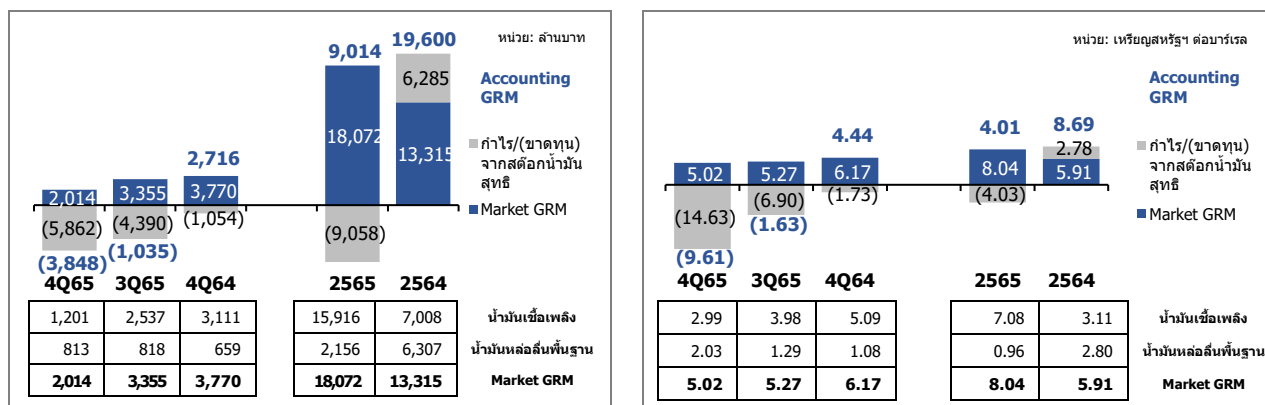 หน่วย: ล้านบาท
9,014 19,600
Accounting GRM
6,285
18,072 13,315
กำไร/(ขาดทุน) จากสต๊อกน้ำมันสุทธิ
Market GRM
2,716
2,014 3,355 3,770
(5,862) (4,390) (1,054) (9,058)
(3,848) (1,035)
4Q65 3Q65 4Q64 2565 2564
1,201 2,537 3,111 15,916 7,008 น้ำมันเชื้อเพลิง
813 818 659 2,156 6,307 น้ำมันหล่อลื่นพื้นฐาน
2,014 3,355 3,770 18,072 13,315 Market GRM
หน่วย: เหรียญสหรัฐฯ ต่อบาร์เรล
Accounting GRM
4.44 4.01 8.69
2.78
5.02 5.27 6.17 8.04 5.91
กำไร/(ขาดทุน) จากสต๊อกน้ำมันสุทธิ
Market GRM
(14.63) (6.90) (1.73) (4.03)
(9.61) (1.63)
4Q65 3Q65 4Q64 2565 2564
2.99 3.98 5.09 7.08 3.11 น้ำมันเชื้อเพลิง
2.03 1.29 1.08 0.96 2.80 น้ำมันหล่อลื่นพื้นฐาน
5.02 5.27 6.17 8.04 5.91 Market GRM